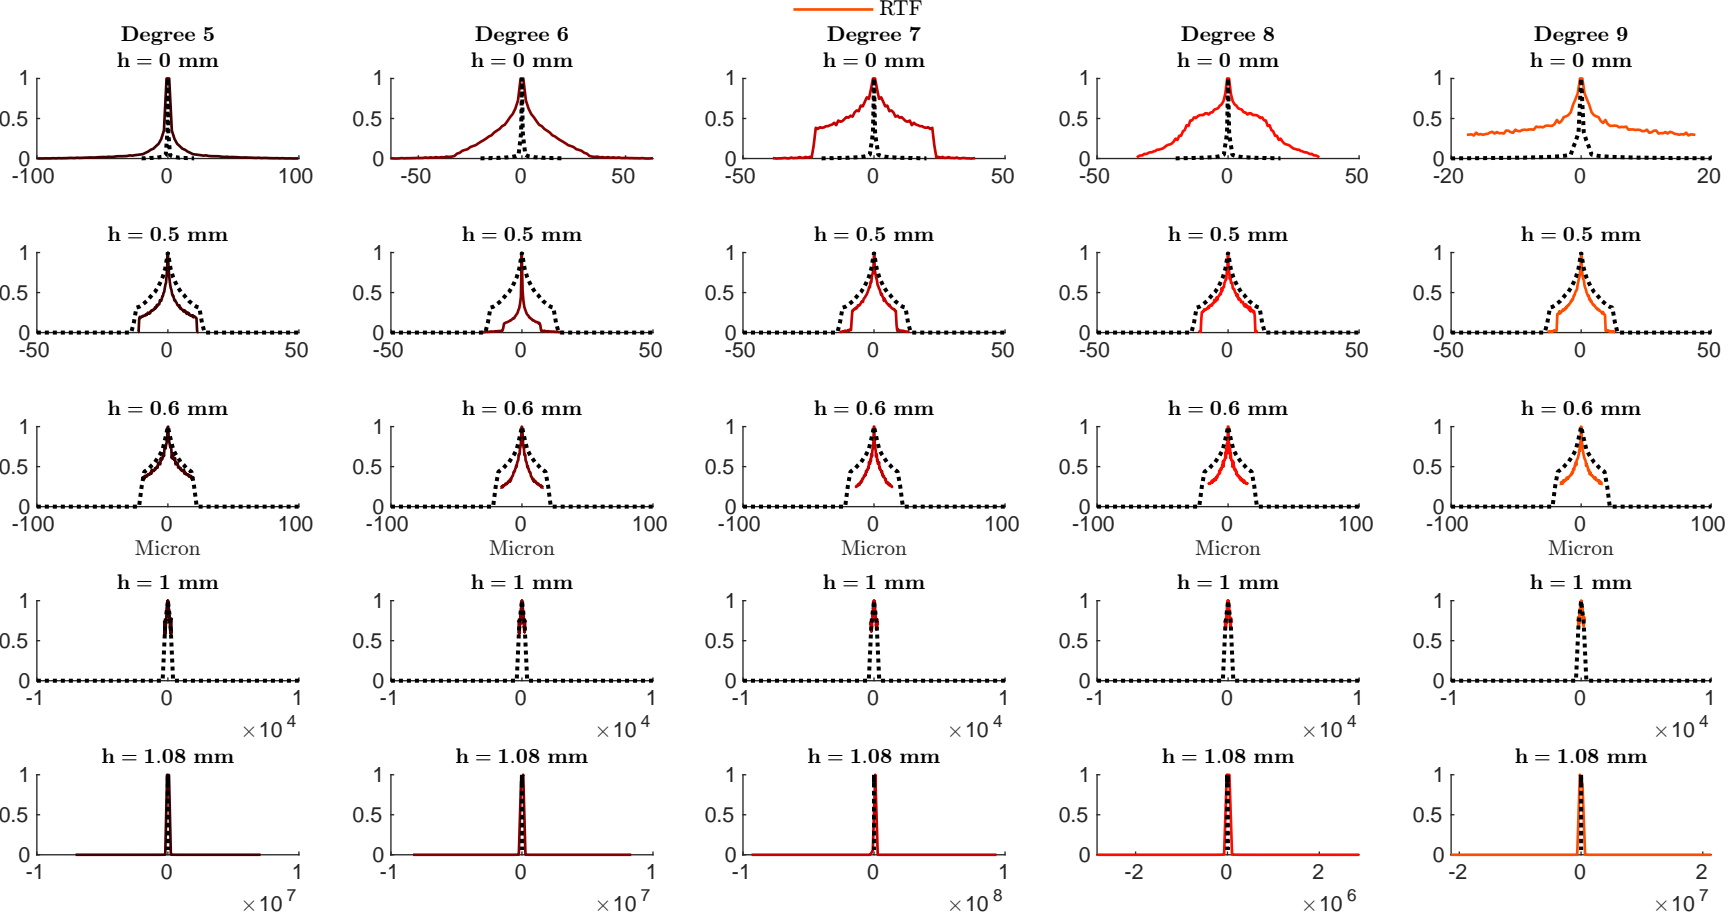 RTF
Degree 5 Degree 6 Degree 7 Degree 8 Degree 9
h = 0 mm h = 0 mm h = 0 mm h = 0 mm h = 0 mm
1 1 1 1 1
0.5 0.5 0.5 0.5 0.5
0 0 0 0 0
-100 0 100 -50 0 50 -50 0 50 -50 0 50 -20 0 20
h = 0.5 mm h = 0.5 mm h = 0.5 mm h = 0.5 mm h = 0.5 mm
1 1 1 1 1
0.5 0.5 0.5 0.5 0.5
0 0 0 0 0
-50 0 50 -50 0 50 -50 0 50 -50 0 50 -50 0 50
h = 0.6 mm h = 0.6 mm h = 0.6 mm h = 0.6 mm h = 0.6 mm
1 1 1 1 1
0.5 0.5 0.5 0.5 0.5
0 0 0 0 0
-100 0 100 -100 0 100 -100 0 100 -100 0 100 -100 0 100
Micron Micron Micron Micron Micron
h = 1 mm h = 1 mm h = 1 mm h = 1 mm h = 1 mm
1 1 1 1 1
0.5 0.5 0.5 0.5 0.5
0 0 0 0 0
-1 0 1 -1 0 1 -1 0 1 -1 0 1 -1 0 1
×10^4 ×10^4 ×10^4 ×10^4 ×10^4
h = 1.08 mm h = 1.08 mm h = 1.08 mm h = 1.08 mm h = 1.08 mm
1 1 1 1 1
0.5 0.5 0.5 0.5 0.5
0 0 0 0 0
-1 0 1 -1 0 1 -1 0 1 -2 0 2 -2 0 2
×10^7 ×10^7 ×10^8 ×10^6 ×10^7